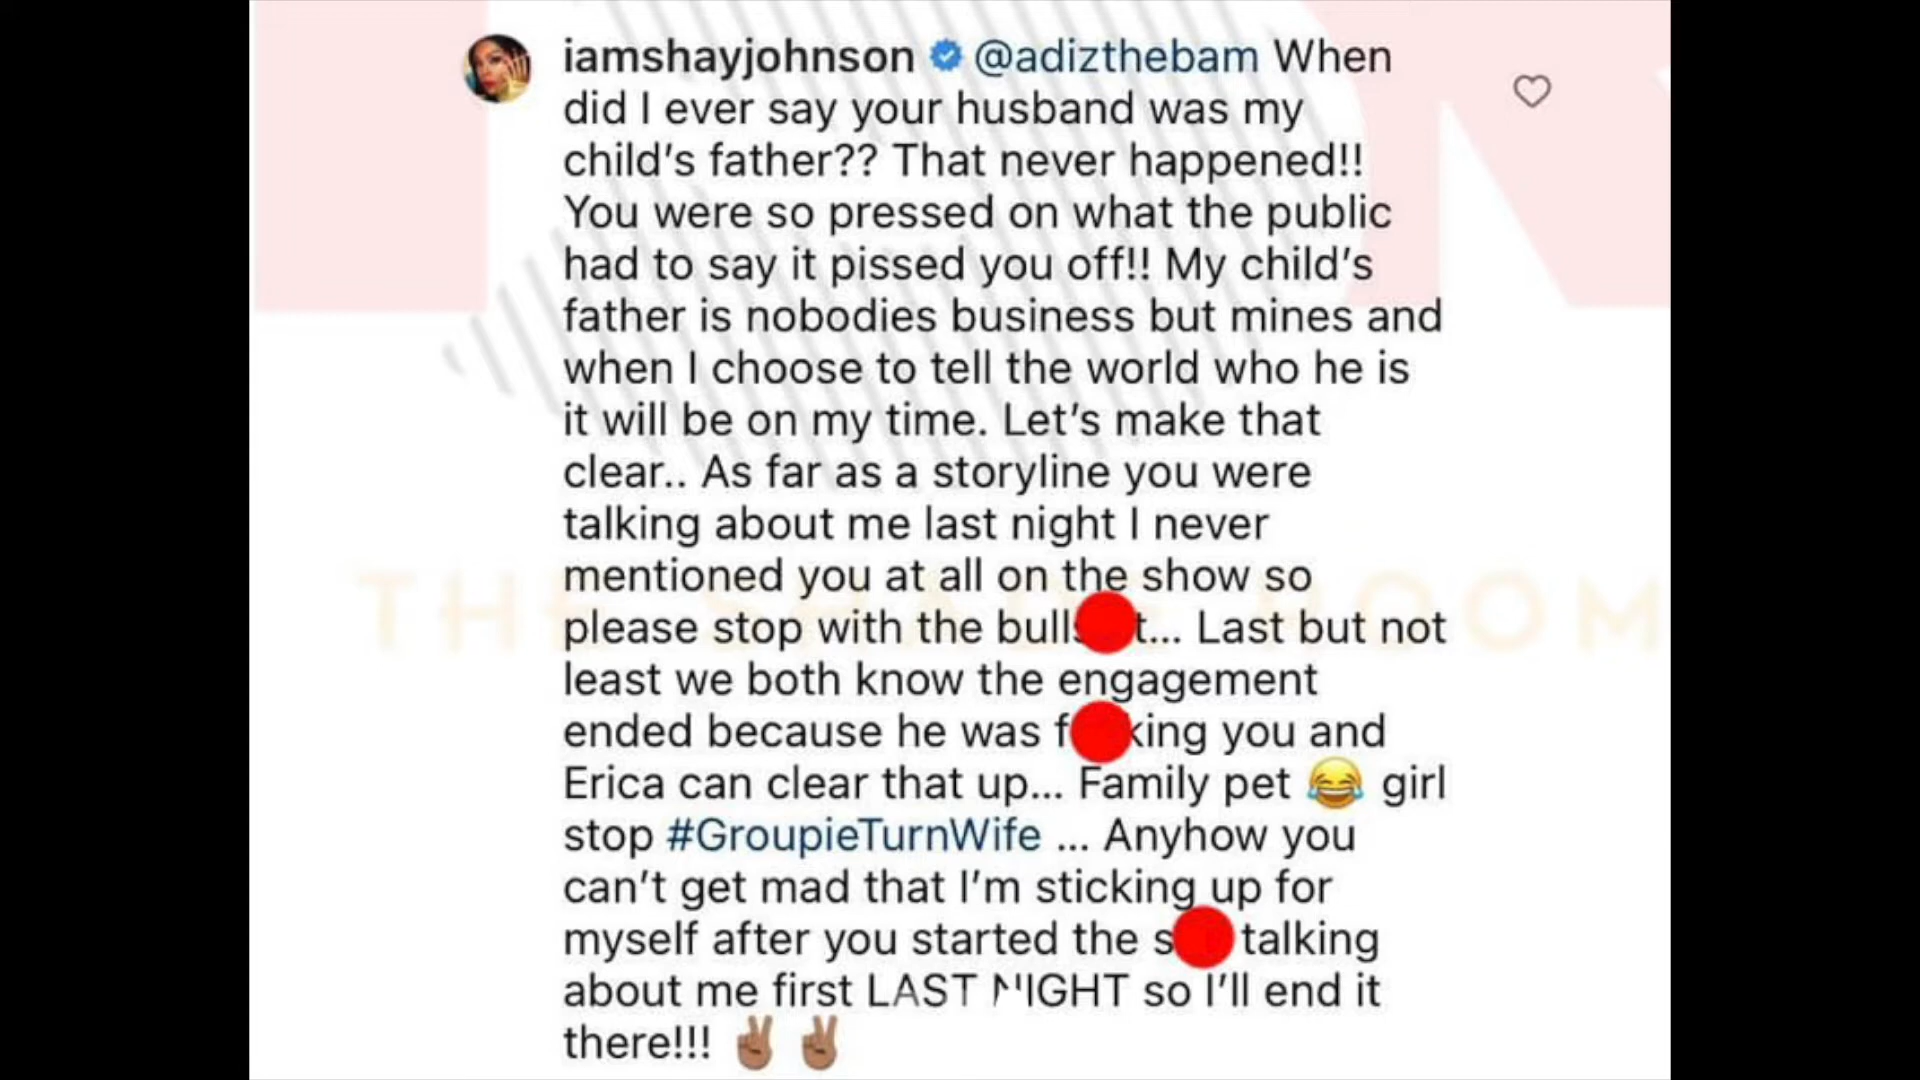 iamshayjohnson @adizthebam When
did I ever say your husband was my
child's father?? That never happened!!
You were so pressed on what the public
had to say it pissed you off!! My child's
father is nobodies business but mines and
when I choose to tell the world who he is
it will be on my time. Let's make that
clear.. As far as a storyline you were
talking about me last night I never
mentioned you at all on the show so
please stop with the bulls t... Last but not
least we both know the engagement
ended because he was f king you and
Erica can clear that up... Family pet 😂 girl
stop #GroupieTurnWife ... Anyhow you
can't get mad that I'm sticking up for
myself after you started the s talking
about me first LAST NIGHT so I'll end it
there!!! ✌🏽 ✌🏽